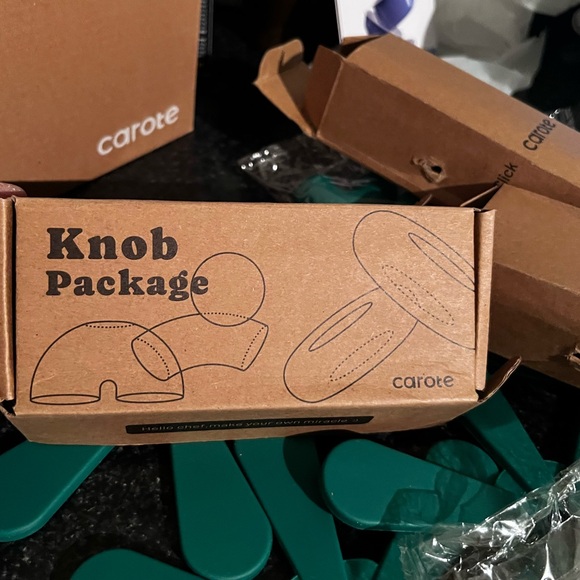 carote
carote
lick
Knob
Package
carote
Hello chef,make your own miracle :)